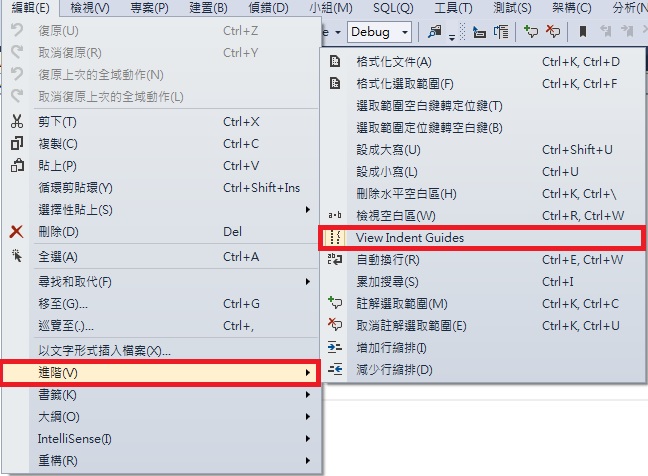 編輯(E) 檢視(V) 專案(P) 建置(B) 偵錯(D) 小組(M) SQL(Q) 工具(T) 測試(S) 架構(C) 分析(N)
Debug
復原(U) Ctrl+Z
取消復原(R) Ctrl+Y
復原上次的全域動作(N)
取消復原上次的全域動作(L)
剪下(T) Ctrl+X
複製(C) Ctrl+C
貼上(P) Ctrl+V
循環剪貼環(Y) Ctrl+Shift+Ins
選擇性貼上(S)
刪除(D) Del
全選(A) Ctrl+A
尋找和取代(F)
移至(G)... Ctrl+G
巡覽至(.)... Ctrl+,
以文字形式插入檔案(X)...
進階(V)
書籤(K)
大綱(O)
IntelliSense(I)
重構(R)
格式化文件(A) Ctrl+K, Ctrl+D
格式化選取範圍(F) Ctrl+K, Ctrl+F
選取範圍空白鍵轉定位鍵(T)
選取範圍定位鍵轉空白鍵(B)
設成大寫(U) Ctrl+Shift+U
設成小寫(L) Ctrl+U
刪除水平空白區(H) Ctrl+K, Ctrl+\
檢視空白區(W) Ctrl+R, Ctrl+W
View Indent Guides
自動換行(R) Ctrl+E, Ctrl+W
累加搜尋(S) Ctrl+I
註解選取範圍(M) Ctrl+K, Ctrl+C
取消註解選取範圍(E) Ctrl+K, Ctrl+U
增加行縮排(I)
減少行縮排(D)